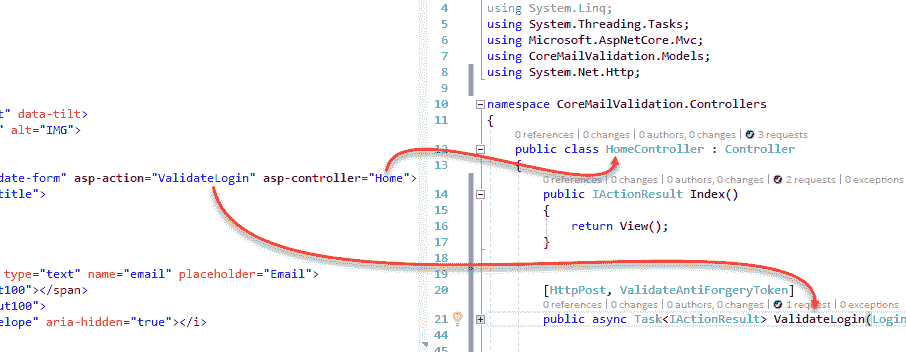 t" data-tilt>
" alt="IMG">
date-form" asp-action="ValidateLogin" asp-controller="Home">
title">
type="text" name="email" placeholder="Email">
t100"></span>
ut100">
elope" aria-hidden="true"></i>
4 using System.Linq;
5 using System.Threading.Tasks;
6 using Microsoft.AspNetCore.Mvc;
7 using CoreMailValidation.Models;
8 using System.Net.Http;
9
10 namespace CoreMailValidation.Controllers
11 {
0 references | 0 changes | 0 authors, 0 changes | 3 requests
12 public class HomeController : Controller
13 {
0 references | 0 changes | 0 authors, 0 changes | 2 requests | 0 exceptions
14 public IActionResult Index()
15 {
16 return View();
17 }
18
19
20 [HttpPost, ValidateAntiForgeryToken]
0 references | 0 changes | 0 authors, 0 changes | 1 request | 0 exceptions
21 public async Task<IActionResult> ValidateLogin(Login
44
45